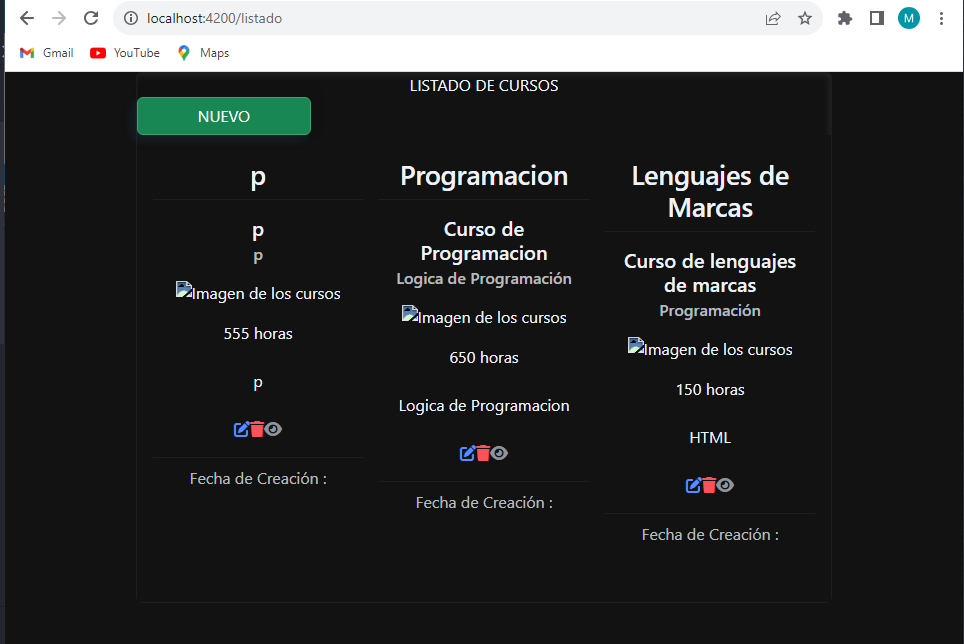 localhost:4200/listado
M
Gmail
YouTube
Maps
LISTADO DE CURSOS
NUEVO
p
p
p
Imagen de los cursos
555 horas
p
Fecha de Creación :
Programacion
Curso de
Programacion
Logica de Programación
Imagen de los cursos
650 horas
Logica de Programacion
Fecha de Creación :
Lenguajes de
Marcas
Curso de lenguajes
de marcas
Programación
Imagen de los cursos
150 horas
HTML
Fecha de Creación :